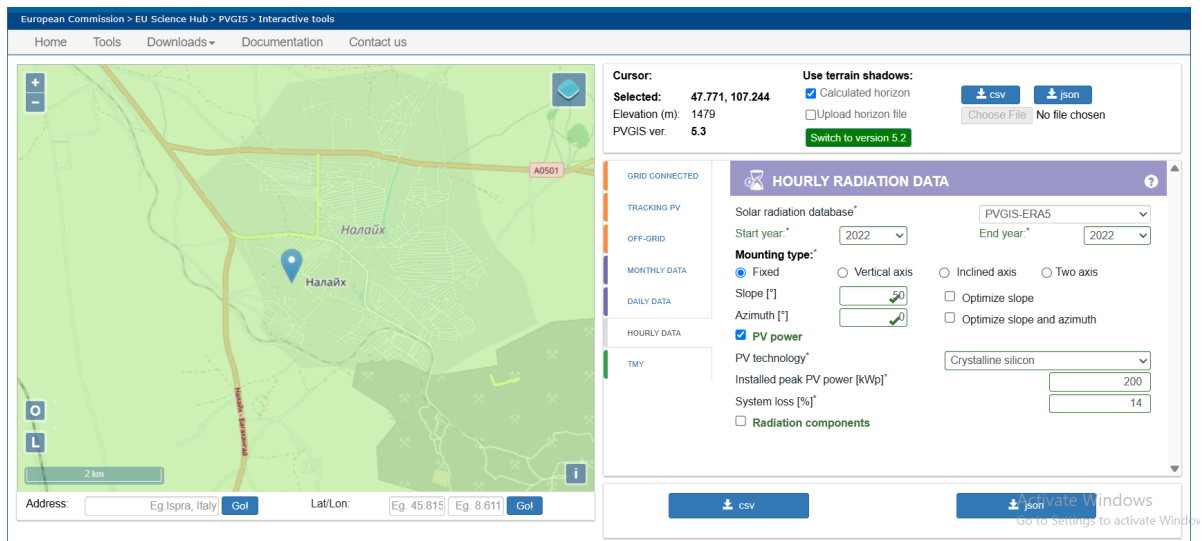 European Commission > EU Science Hub > PVGIS > Interactive tools
Home Tools Downloads Documentation Contact us
+
−
A0501
Налайх
Налайх
Налайх - Багахангай
O
L
2 km
i
Address: Eg.Ispra, Italy Go! Lat/Lon: Eg. 45.815 Eg. 8.611 Go!
Cursor:
Selected: 47.771, 107.244
Elevation (m): 1479
PVGIS ver. 5.3
Use terrain shadows:
Calculated horizon
Upload horizon file
Switch to version 5.2
csv json
Choose File No file chosen
GRID CONNECTED
TRACKING PV
OFF-GRID
MONTHLY DATA
DAILY DATA
HOURLY DATA
TMY
HOURLY RADIATION DATA ?
Solar radiation database* PVGIS-ERA5
Start year:* 2022 End year:* 2022
Mounting type:*
Fixed Vertical axis Inclined axis Two axis
Slope [°] 50 Optimize slope
Azimuth [°] 0 Optimize slope and azimuth
PV power
PV technology* Crystalline silicon
Installed peak PV power [kWp]* 200
System loss [%]* 14
Radiation components
csv json
Activate Windows
Go to Settings to activate Windo